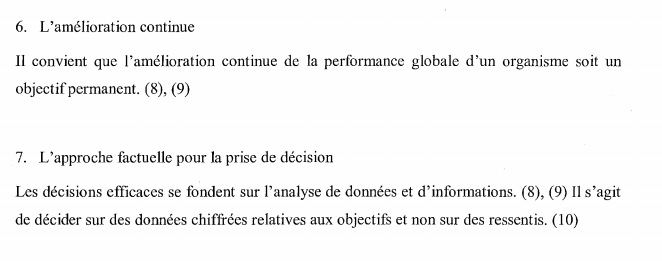 6. L'amélioration continue
Il convient que l'amélioration continue de la performance globale d'un organisme soit un
objectif permanent. (8), (9)
7. L'approche factuelle pour la prise de décision
Les décisions efficaces se fondent sur l'analyse de données et d'informations. (8), (9) Il s'agit
de décider sur des données chiffrées relatives aux objectifs et non sur des ressentis. (10)